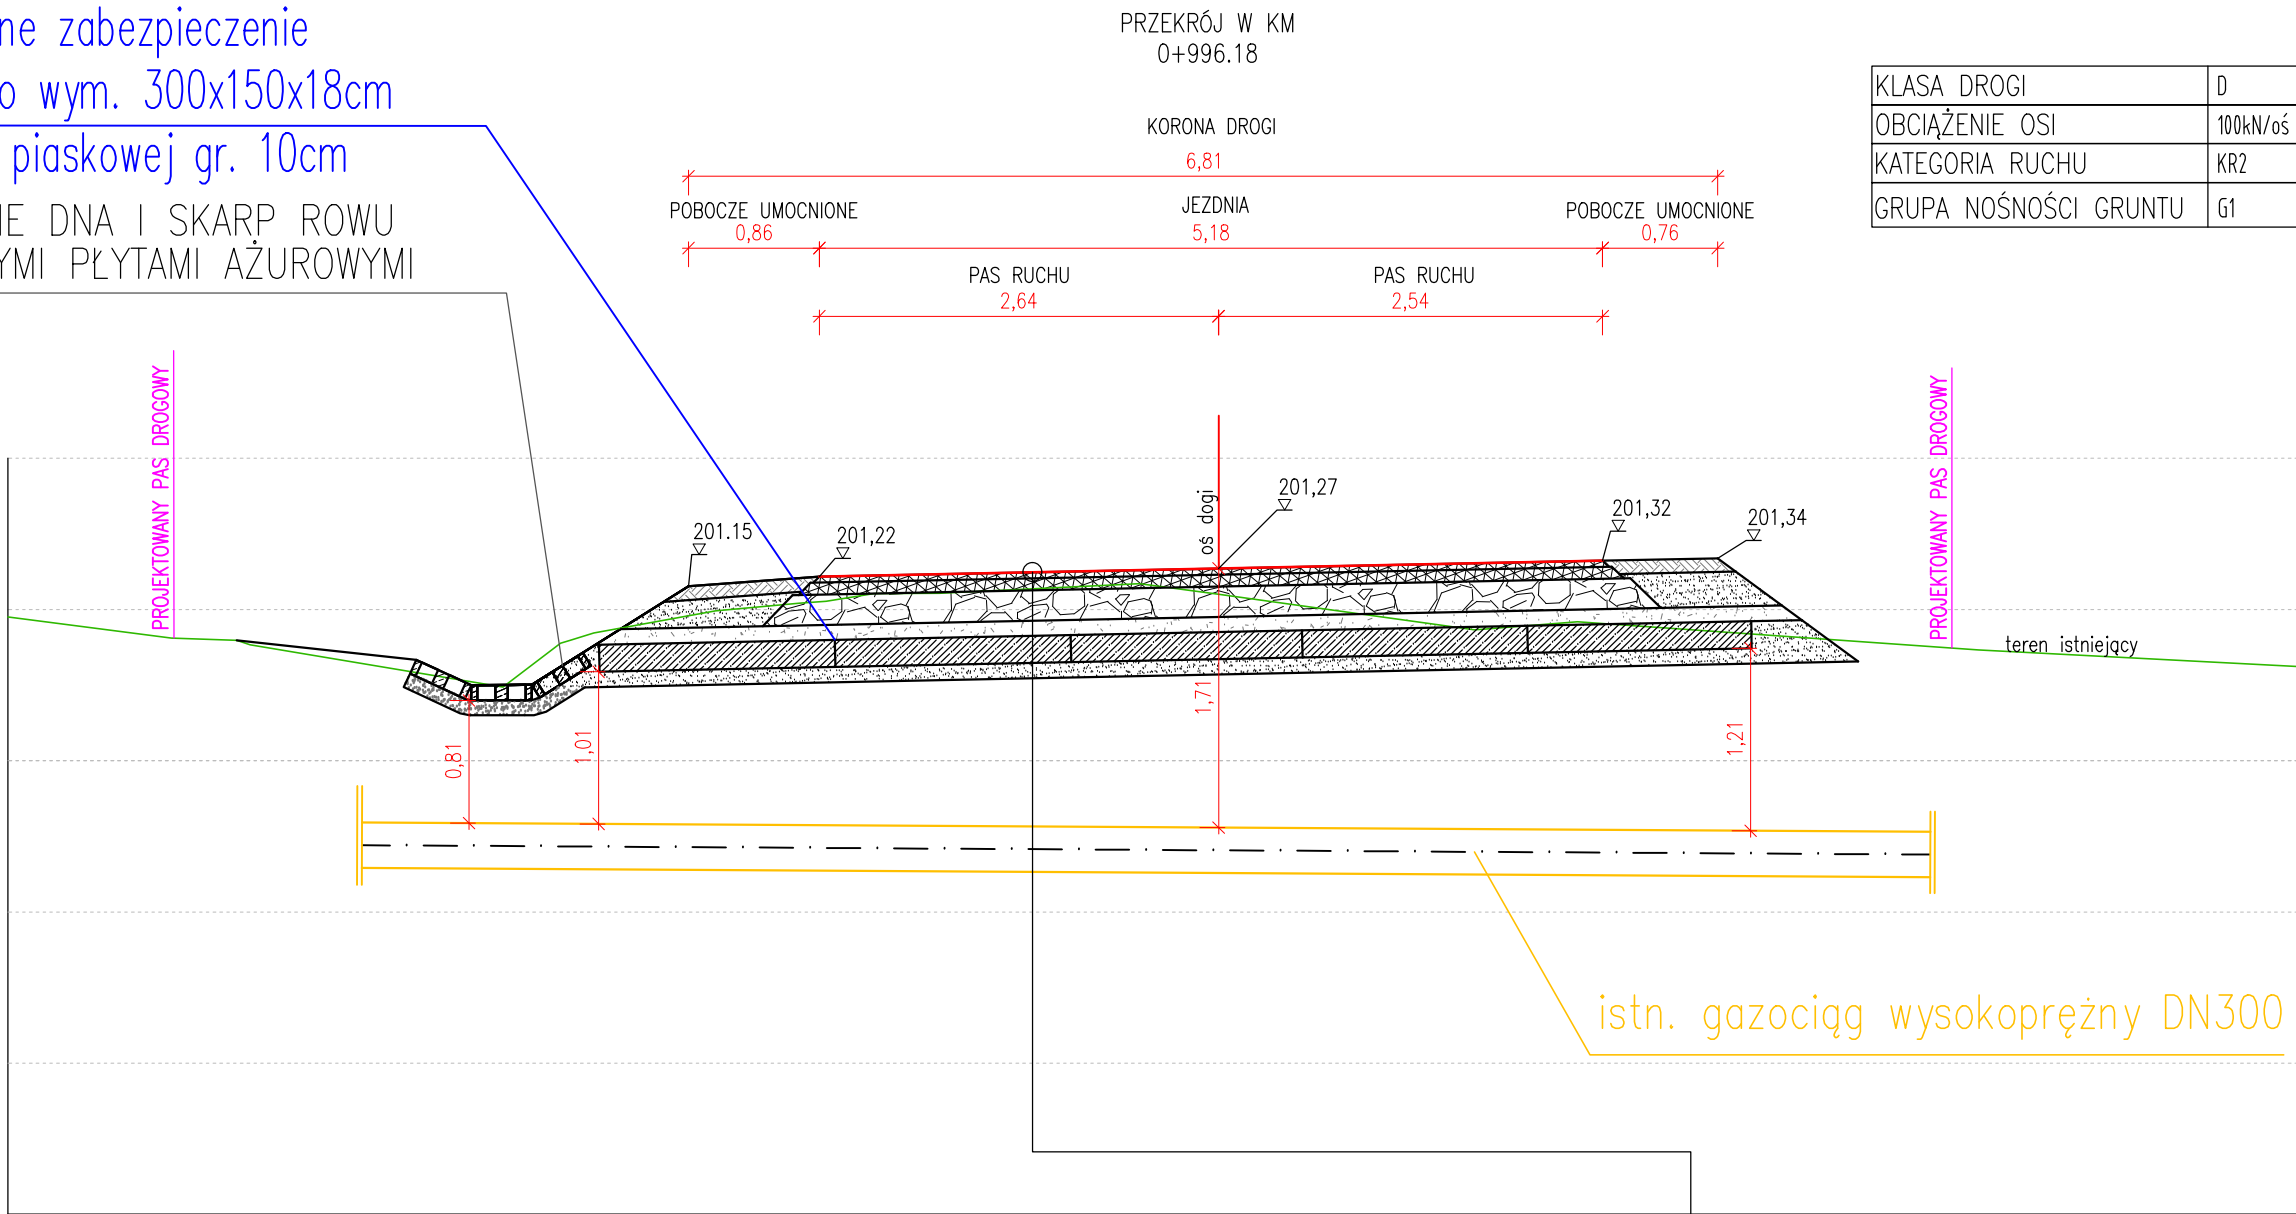 ne zabezpieczenie
o wym. 300x150x18cm
piaskowej gr. 10cm
IE DNA I SKARP ROWU
YMI PŁYTAMI AŻUROWYMI
PRZEKRÓJ W KM
0+996.18
KLASA DROGI D
OBCIĄŻENIE OSI 100kN/oś
KATEGORIA RUCHU KR2
GRUPA NOŚNOŚCI GRUNTU G1
KORONA DROGI
6,81
POBOCZE UMOCNIONE
0,86
JEZDNIA
5,18
POBOCZE UMOCNIONE
0,76
PAS RUCHU
2,64
PAS RUCHU
2,54
PROJEKTOWANY PAS DROGOWY
PROJEKTOWANY PAS DROGOWY
oś dogi
201.15
201,22
201,27
201,32
201,34
teren istniejący
0,81
1,01
1,71
1,21
istn. gazociąg wysokoprężny DN300